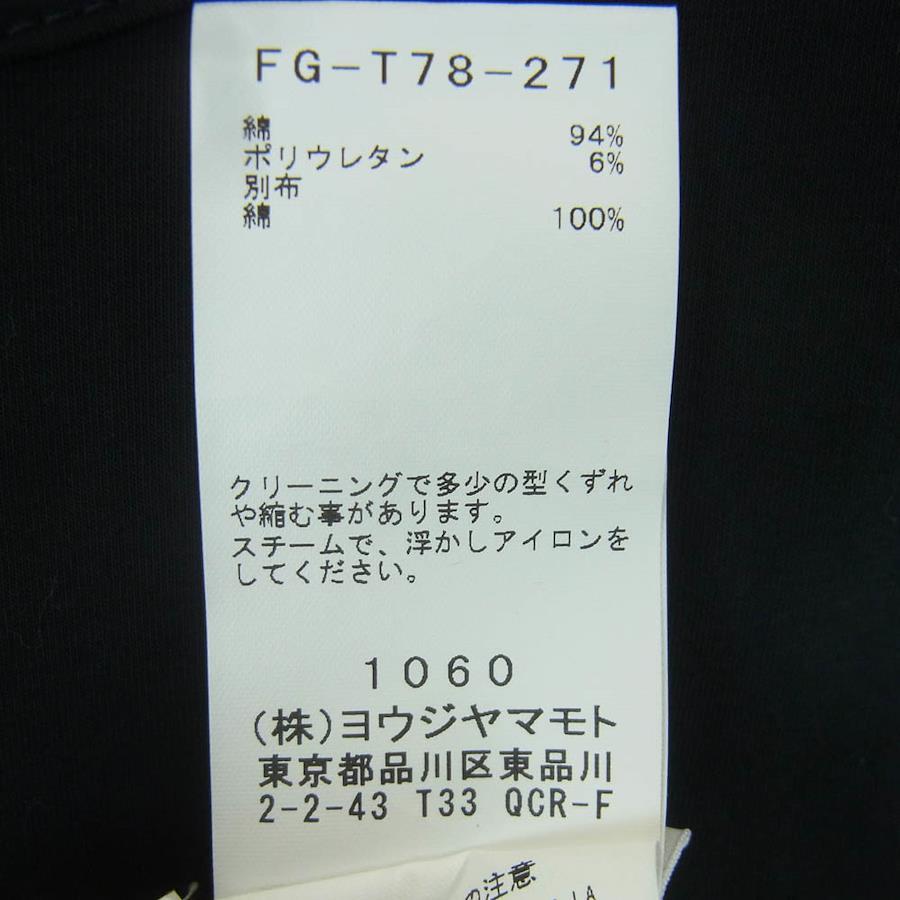 FG-T78-271
綿 94%
ポリウレタン 6%
別布
綿 100%
クリーニングで多少の型くずれ
や縮む事があります。
スチームで、浮かしアイロンを
してください。
1060
(株)ヨウジヤマモト
東京都品川区東品川
2-2-43 T33 QCR-F
の注意